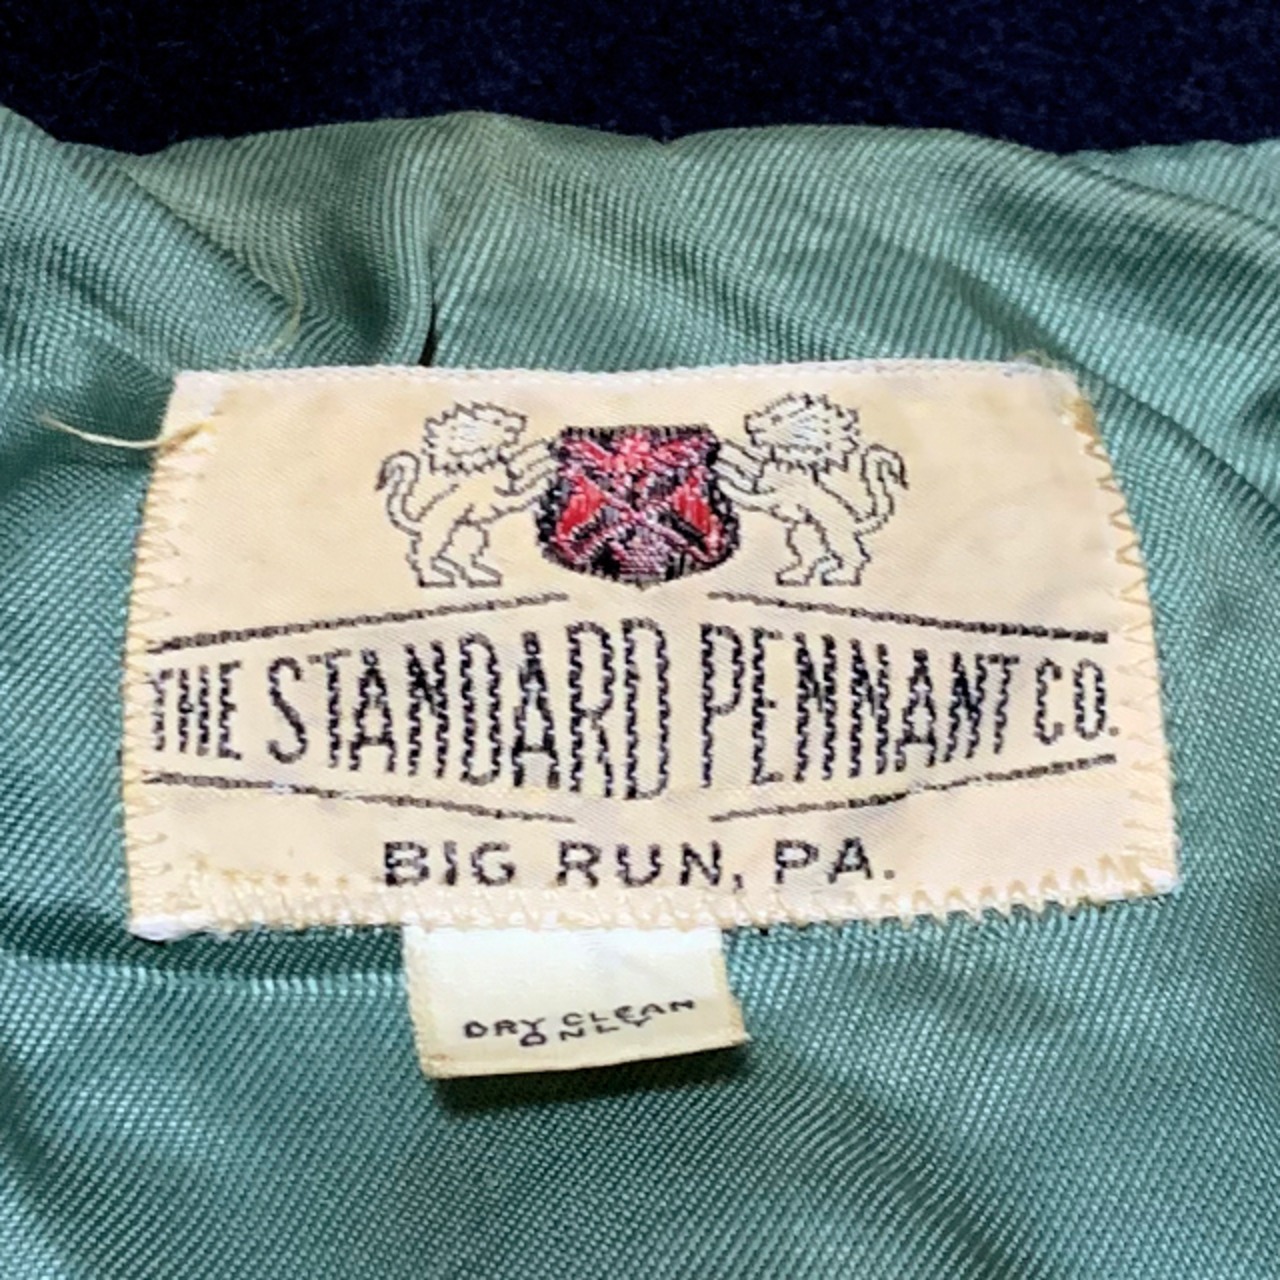 THE STANDARD PENNANT CO.
BIG RUN, PA.
DRY CLEAN
ONLY